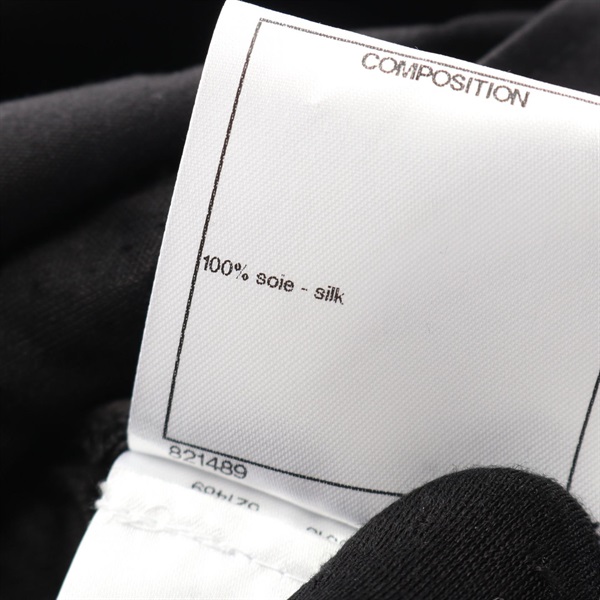 COMPOSITION
100% soie - silk
821489